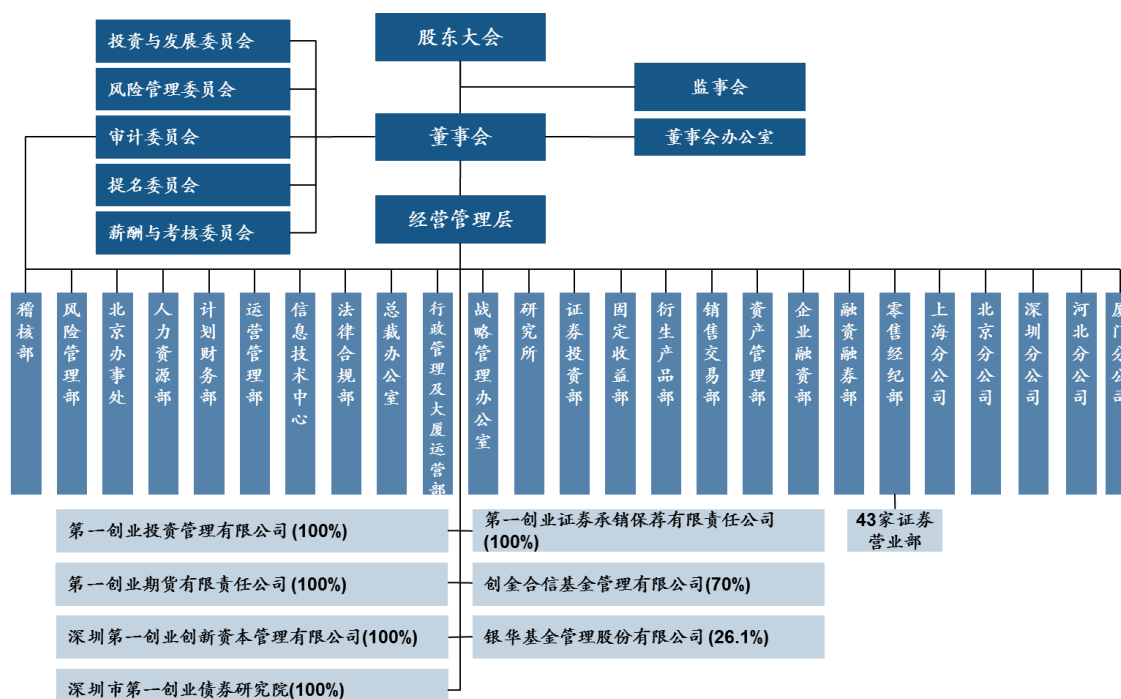 股东大会
投资与发展委员会
风险管理委员会
审计委员会
提名委员会
薪酬与考核委员会
监事会
董事会
董事会办公室
经营管理层
稽核部
风险管理部
北京办事处
人力资源部
计划财务部
运营管理部
信息技术中心
法律合规部
总裁办公室
行政管理及大厦运营部
战略管理办公室
研究所
证券投资部
固定收益部
衍生产品部
销售交易部
资产管理部
企业融资部
融资融券部
零售经纪部
上海分公司
北京分公司
深圳分公司
河北分公司
厦门分公司
第一创业投资管理有限公司(100%)
第一创业证券承销保荐有限责任公司
(100%)
43家证券
营业部
第一创业期货有限责任公司(100%)
创金合信基金管理有限公司(70%)
深圳第一创业创新资本管理有限公司(100%)
银华基金管理股份有限公司(26.1%)
深圳市第一创业债券研究院(100%)